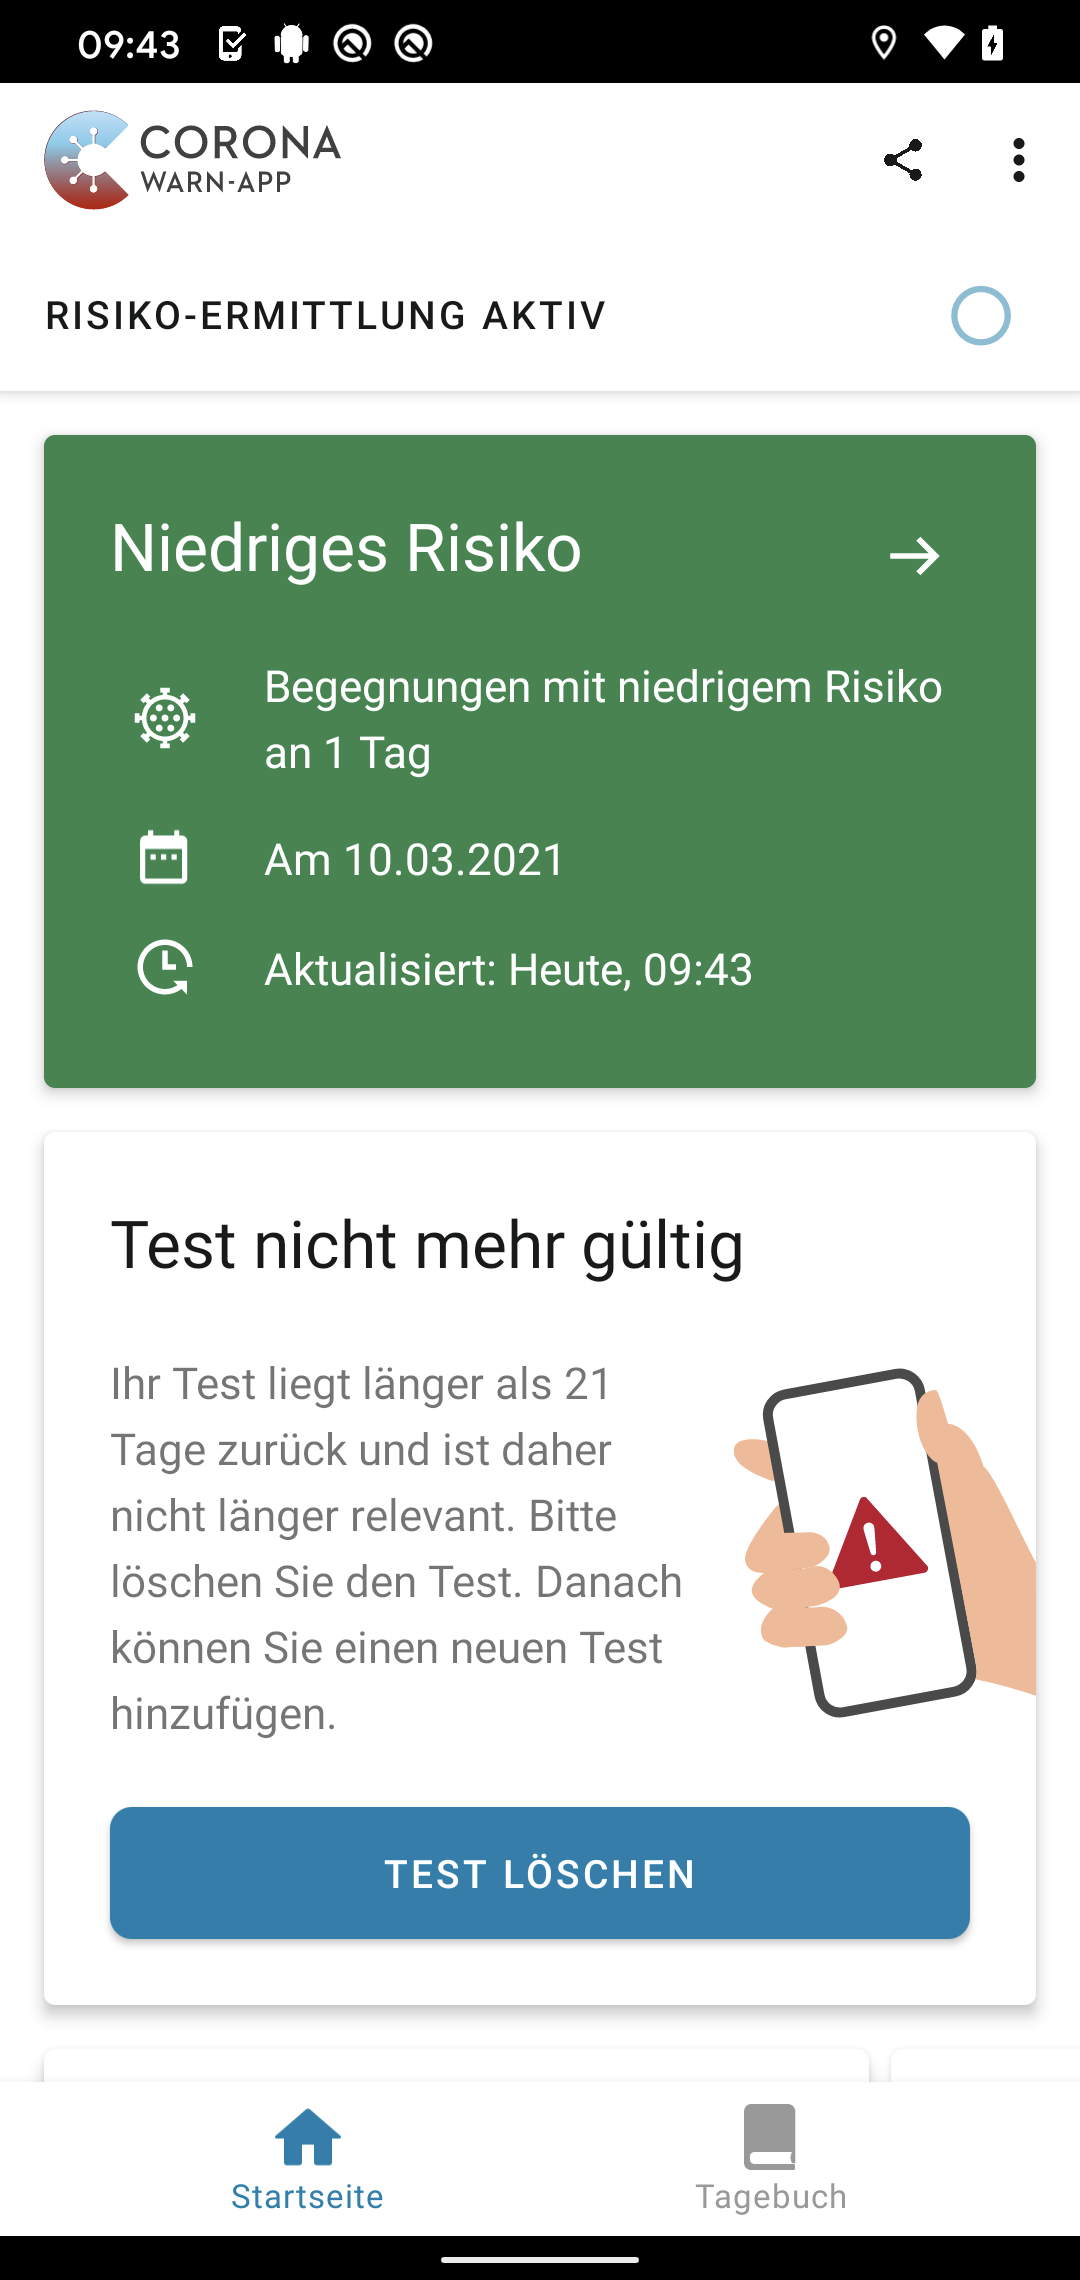 09:43
CORONA
WARN-APP
RISIKO-ERMITTLUNG AKTIV
Niedriges Risiko
Begegnungen mit niedrigem Risiko
an 1 Tag
Am 10.03.2021
Aktualisiert: Heute, 09:43
Test nicht mehr gültig
Ihr Test liegt länger als 21
Tage zurück und ist daher
nicht länger relevant. Bitte
löschen Sie den Test. Danach
können Sie einen neuen Test
hinzufügen.
TEST LÖSCHEN
Startseite
Tagebuch